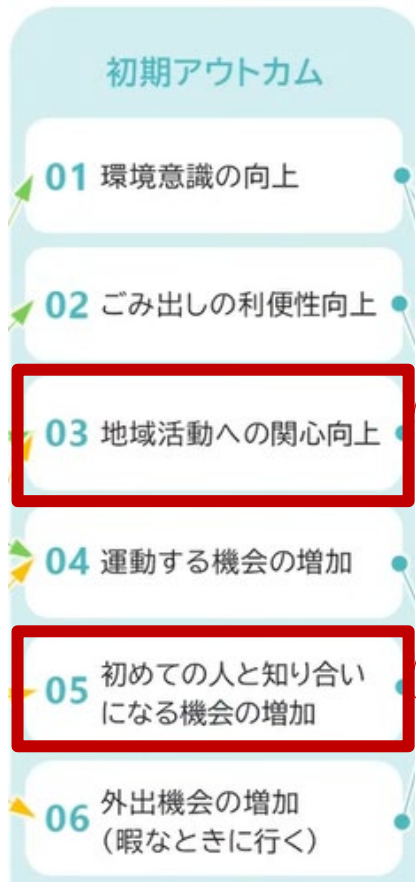 初期アウトカム
01 環境意識の向上
02 ごみ出しの利便性向上
03 地域活動への関心向上
04 運動する機会の増加
05 初めての人と知り合い
になる機会の増加
06 外出機会の増加
（暇なときに行く）